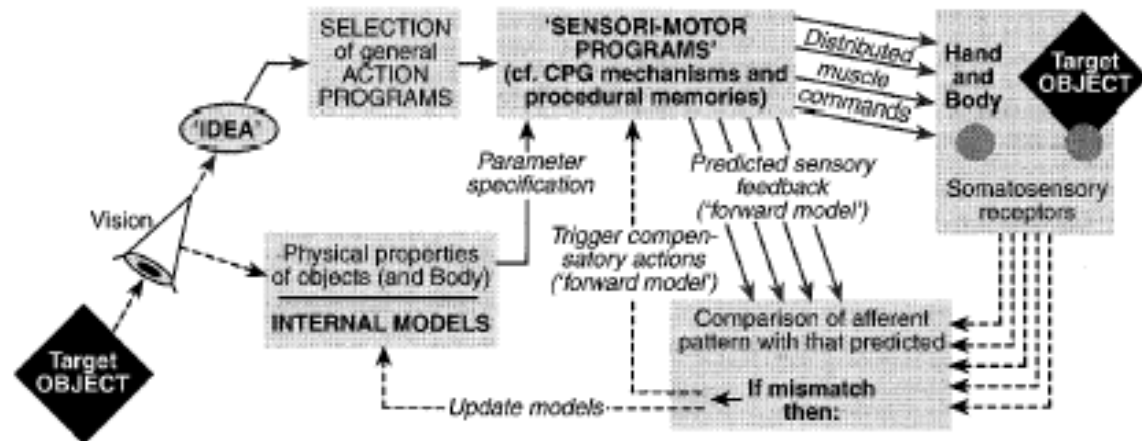 SELECTION
of general
ACTION
PROGRAMS
'SENSORI-MOTOR
PROGRAMS'
(cf. CPG mechanisms and
procedural memories)
Distributed
muscle
commands
Hand
and
Body
Target
OBJECT
'IDEA'
Vision
Parameter
specification
Predicted sensory
feedback
('forward model')
Somatosensory
receptors
Physical properties
of objects (and Body)
INTERNAL MODELS
Trigger compen-
satory actions
('forward model')
Comparison of afferent
pattern with that predicted
If mismatch
then:
Target
OBJECT
Update models